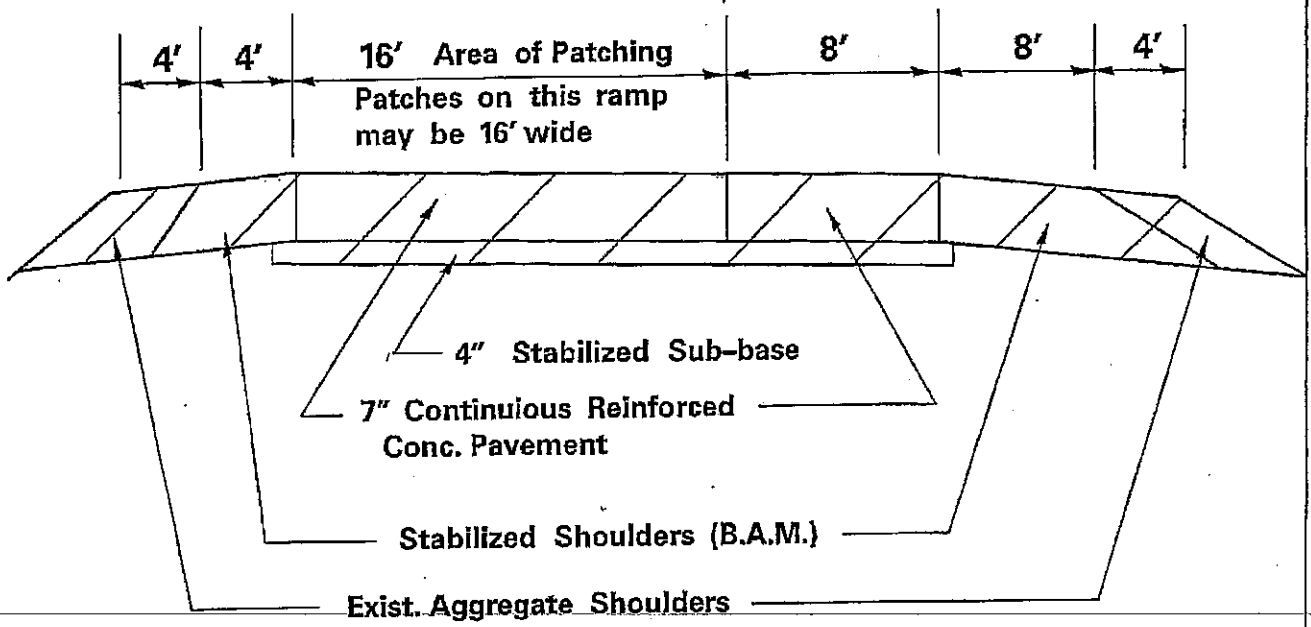 4' 4' 16' Area of Patching 8' 8' 4'
Patches on this ramp
may be 16' wide
4" Stabilized Sub-base
7" Continuious Reinforced
Conc. Pavement
Stabilized Shoulders (B.A.M.)
Exist. Aggregate Shoulders